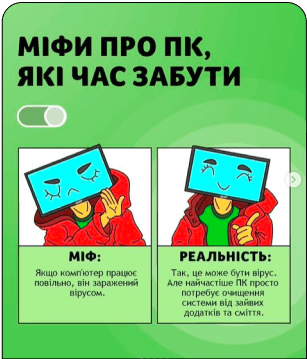 МІФИ ПРО ПК,
ЯКІ ЧАС ЗАБУТИ
МІФ:
Якщо комп'ютер працює
повільно, він заражений
вірусом.
РЕАЛЬНІСТЬ:
Так, це може бути вірус.
Але найчастіше ПК просто
потребує очищення
системи від зайвих
додатків та сміття.